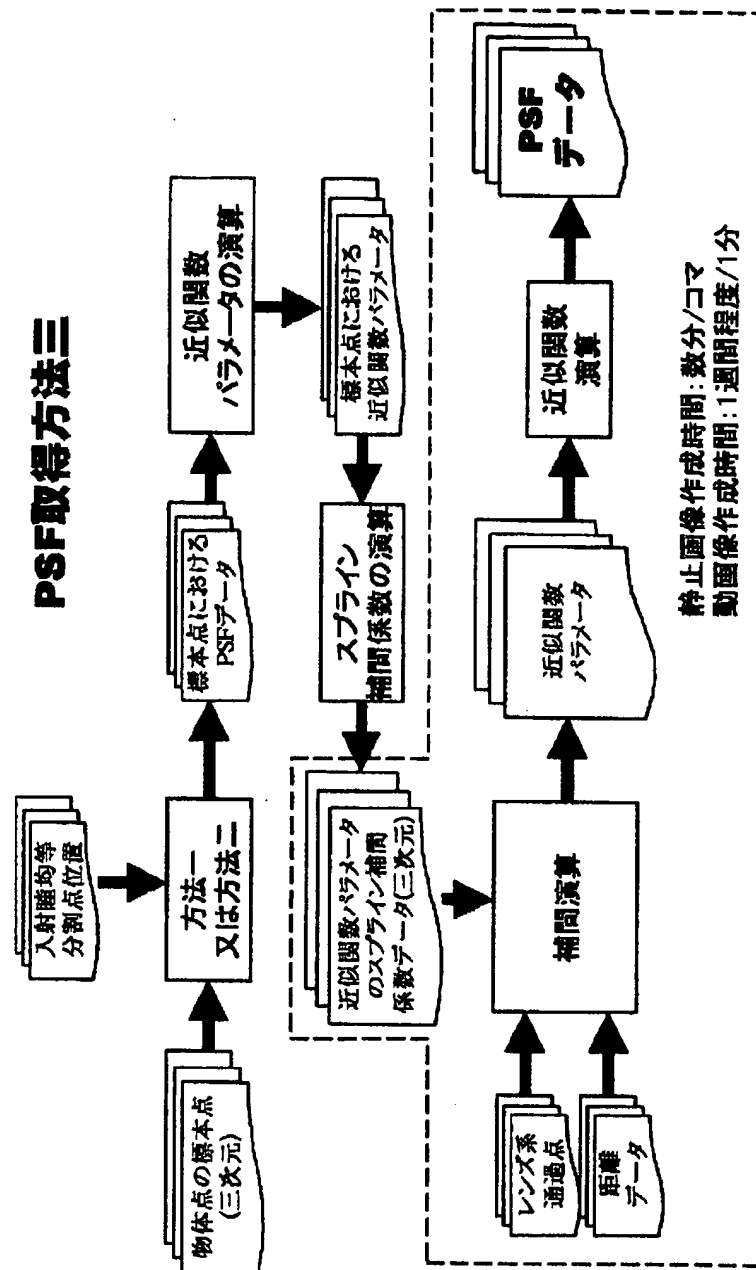 PSF取得方法三
入射瞳均等
分割点位置
物体点の標本点
(三次元)
方法一
又は方法二
標本点における
PSFデータ
近似関数
パラメータの演算
標本点における
近似関数パラメータ
スプライン
補間係数の演算
近似関数パラメータ
のスプライン補間
係数データ(三次元)
レンズ系
通過点
距離
データ
補間演算
近似関数
パラメータ
近似関数
演算
PSF
データ
静止画像作成時間:数分/コマ
動画像作成時間:1週間程度/1分